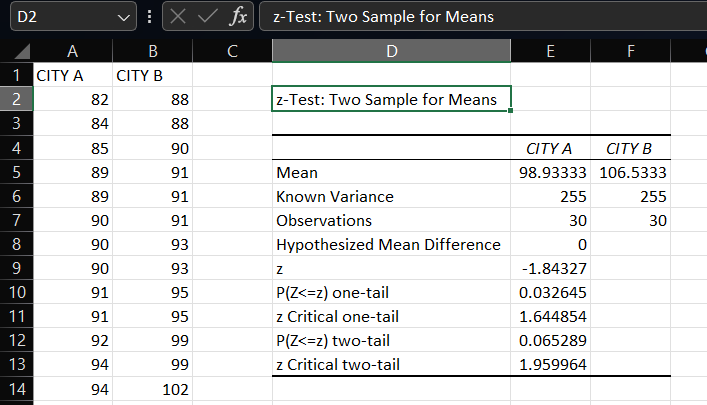 D2 fx z-Test: Two Sample for Means
A B C D E F
1 CITY A CITY B
2 82 88 z-Test: Two Sample for Means
3 84 88
4 85 90 CITY A CITY B
5 89 91 Mean 98.93333 106.5333
6 89 91 Known Variance 255 255
7 90 91 Observations 30 30
8 90 93 Hypothesized Mean Difference 0
9 90 93 z -1.84327
10 91 95 P(Z<=z) one-tail 0.032645
11 91 95 z Critical one-tail 1.644854
12 92 99 P(Z<=z) two-tail 0.065289
13 94 99 z Critical two-tail 1.959964
14 94 102